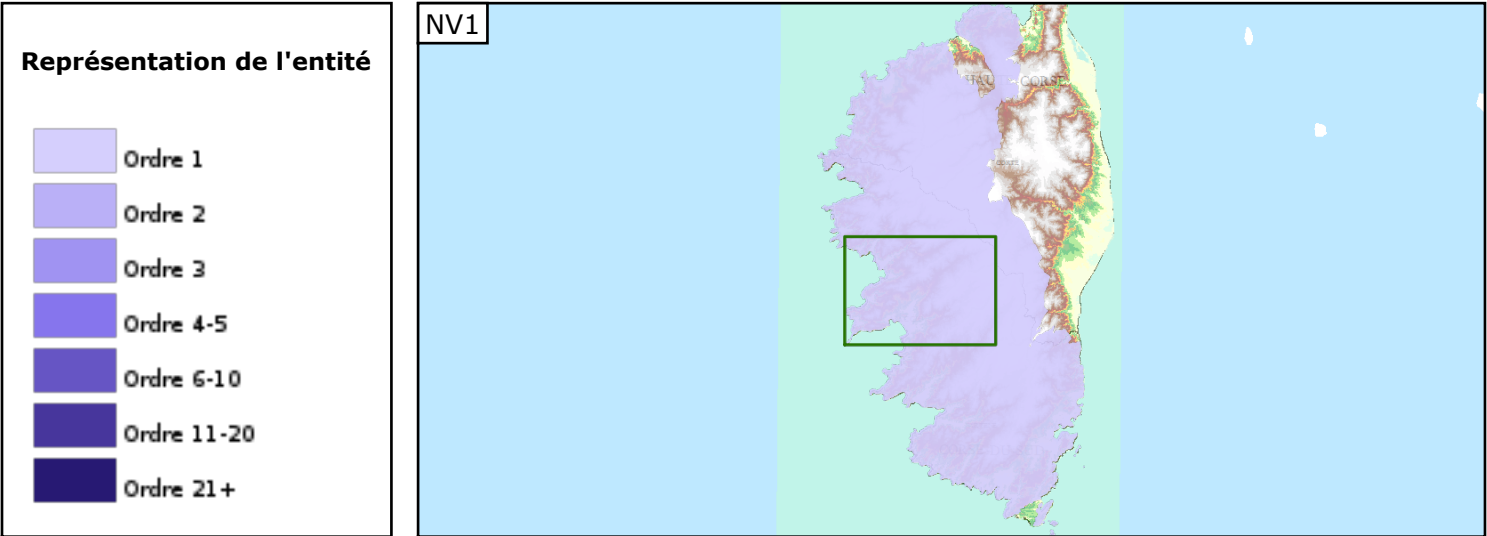 Représentation de l'entité
Ordre 1
Ordre 2
Ordre 3
Ordre 4-5
Ordre 6-10
Ordre 11-20
Ordre 21+
NV1
HAU CORSE